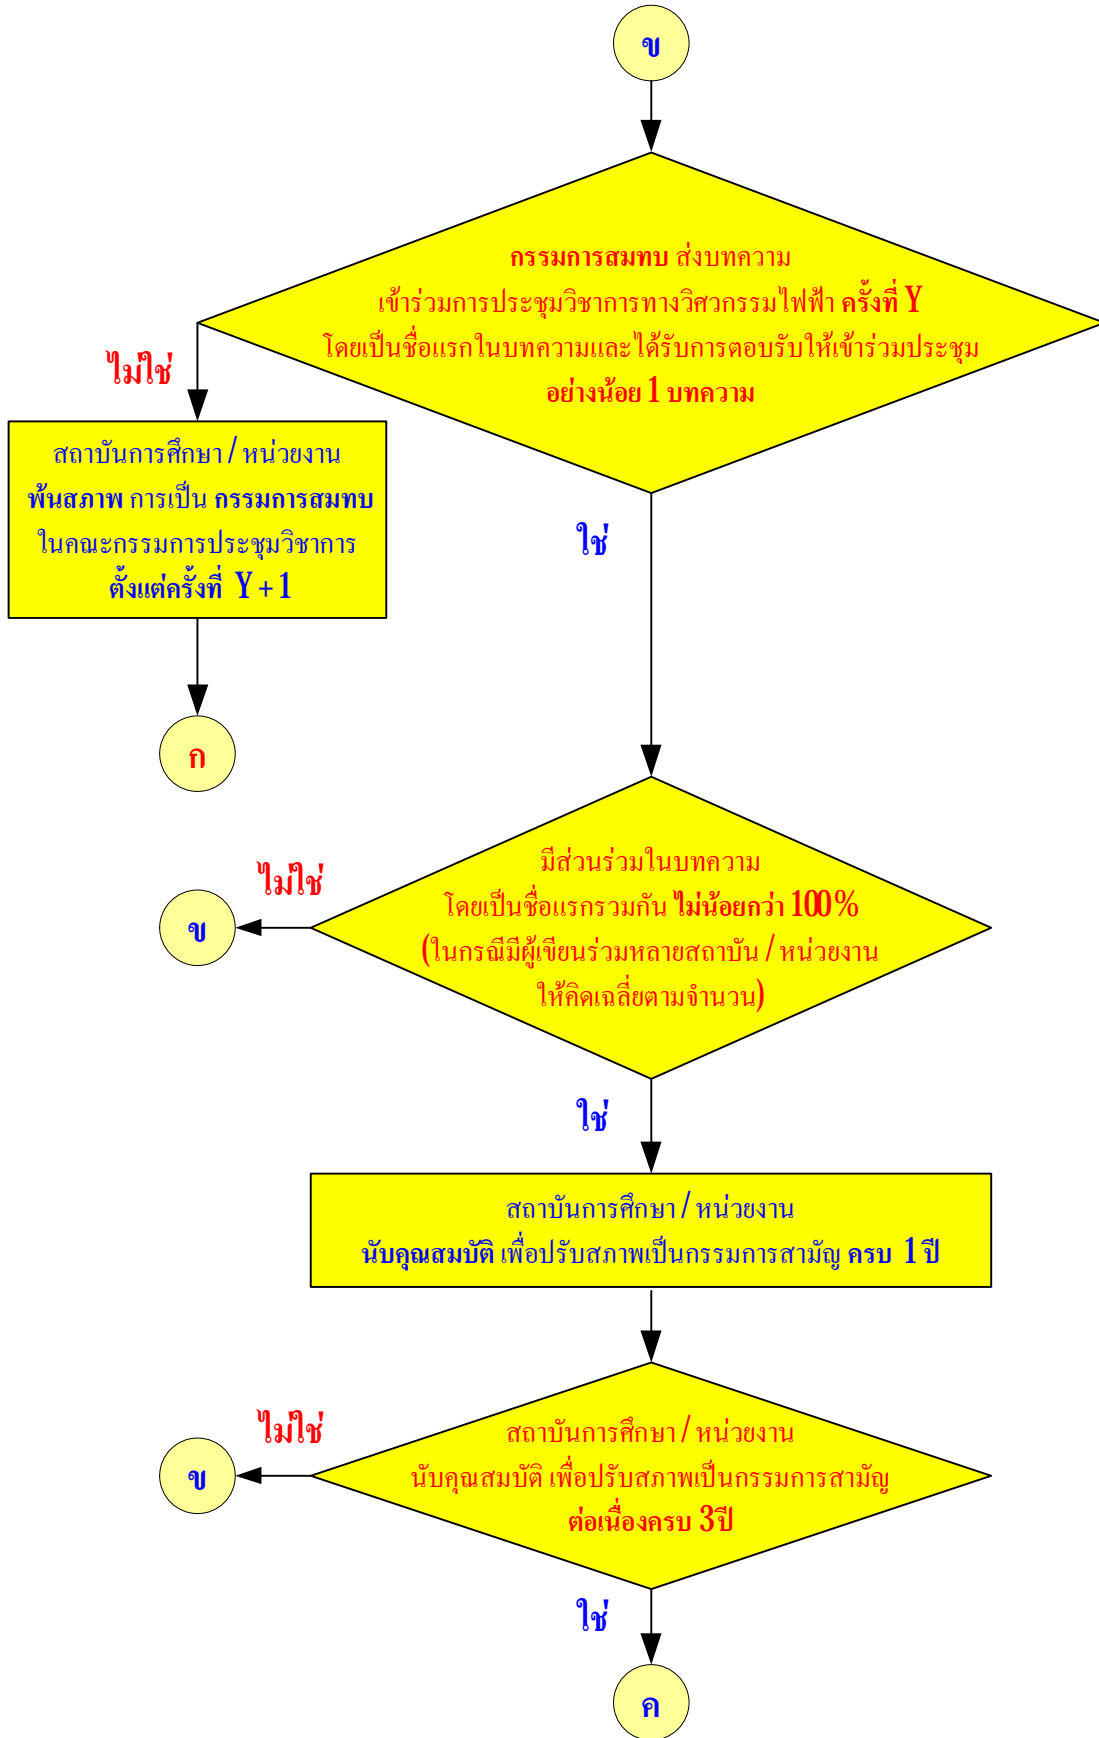 ข
กรรมการสมทบ ส่งบทความ
เข้าร่วมการประชุมวิชาการทางวิศวกรรมไฟฟ้า ครั้งที่ Y
โดยเป็นชื่อแรกในบทความและได้รับการตอบรับให้เข้าร่วมประชุม
อย่างน้อย 1 บทความ
ไม่ใช่
สถาบันการศึกษา / หน่วยงาน
พ้นสภาพ การเป็น กรรมการสมทบ
ในคณะกรรมการประชุมวิชาการ
ตั้งแต่ครั้งที่ Y + 1
ใช่
ก
มีส่วนร่วมในบทความ
โดยเป็นชื่อแรกรวมกัน ไม่น้อยกว่า 100%
(ในกรณีมีผู้เขียนร่วมหลายสถาบัน / หน่วยงาน
ให้คิดเฉลี่ยตามจำนวน)
ไม่ใช่
ข
ใช่
สถาบันการศึกษา / หน่วยงาน
นับคุณสมบัติ เพื่อปรับสภาพเป็นกรรมการสามัญ ครบ 1 ปี
สถาบันการศึกษา / หน่วยงาน
นับคุณสมบัติ เพื่อปรับสภาพเป็นกรรมการสามัญ
ต่อเนื่องครบ 3ปี
ไม่ใช่
ข
ใช่
ค